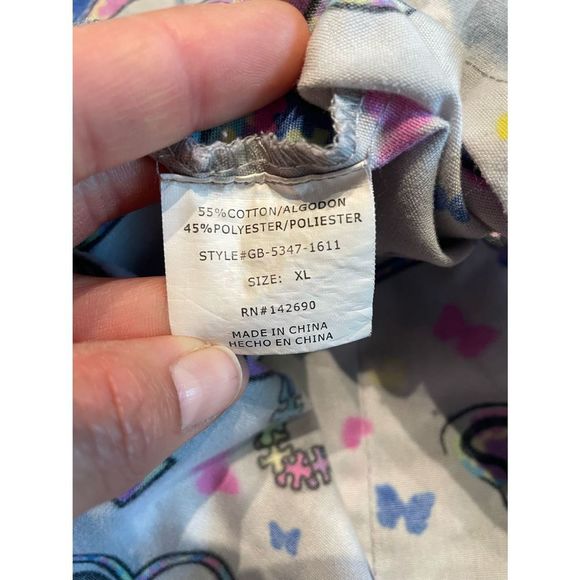 55%COTTON/ALGODON
45%POLYESTER/POLIESTER
STYLE#GB-5347-1611
SIZE: XL
RN#142690
MADE IN CHINA
HECHO EN CHINA